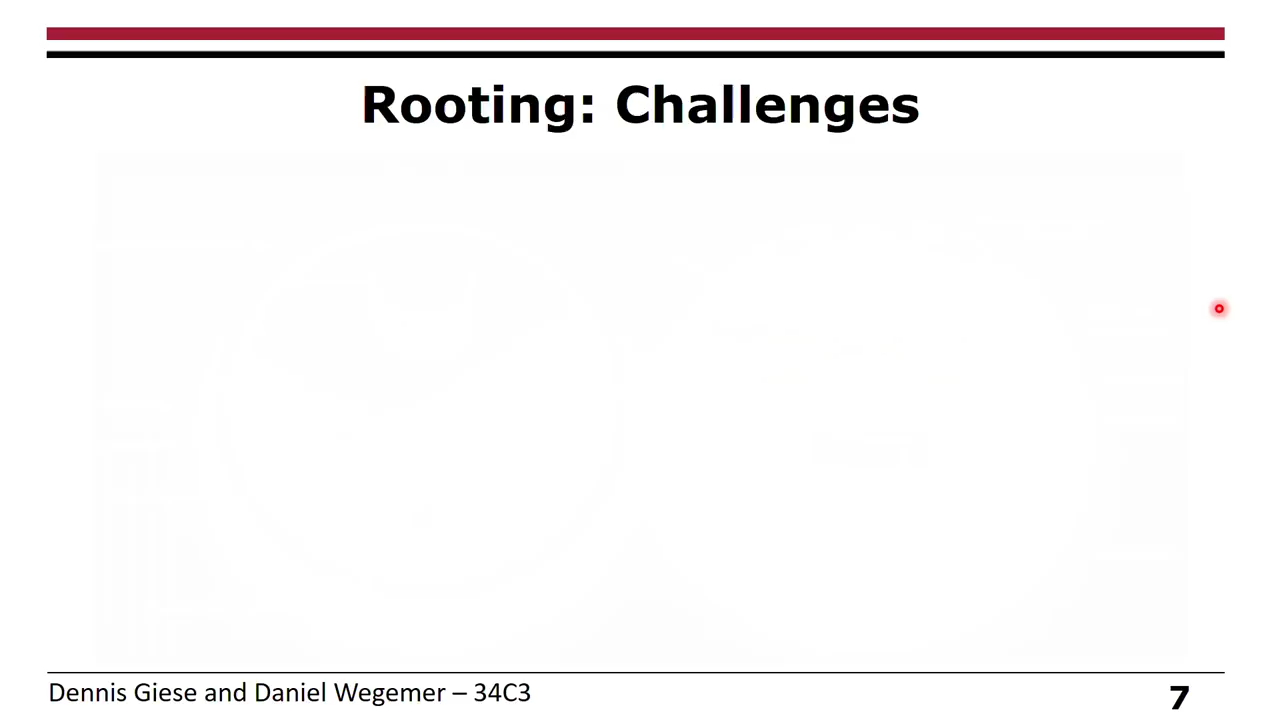 Rooting: Challenges
Dennis Giese and Daniel Wegemer – 34C3
7